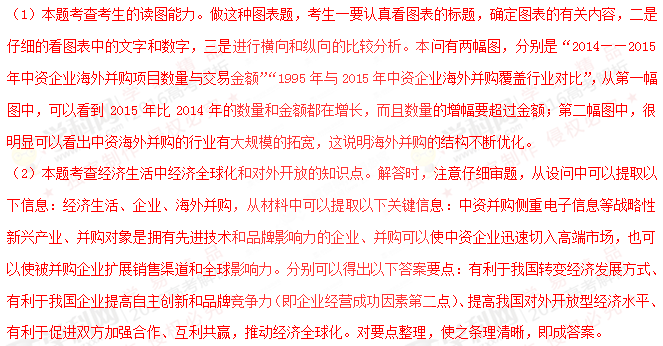 （1）本题考查考生的读图能力。做这种图表题，考生一要认真看图表的标题，确定图表的有关内容，二是
仔细的看图表中的文字和数字，三是进行横向和纵向的比较分析。本问有两幅图，分别是“2014——2015
年中资企业海外并购项目数量与交易金额”“1995 年与 2015 年中资企业海外并购覆盖行业对比”，从第一幅
图中，可以看到 2015 年比 2014 年的数量和金额都在增长，而且数量的增幅要超过金额；第二幅图中，很
明显可以看出中资海外并购的行业有大规模的拓宽，这说明海外并购的结构不断优化。
（2）本题考查经济生活中经济全球化和对外开放的知识点。解答时，注意仔细审题，从设问中可以提取以
下信息：经济生活、企业、海外并购，从材料中可以提取以下关键信息：中资并购侧重电子信息等战略性
新兴产业、并购对象是拥有先进技术和品牌影响力的企业、并购可以使中资企业迅速切入高端市场，也可
以使被并购企业扩展销售渠道和全球影响力。分别可以得出以下答案要点：有利于我国转变经济发展方式、
有利于我国企业提高自主创新和品牌竞争力（即企业经营成功因素第二点）、提高我国对外开放型经济水平、
有利于促进双方加强合作、互利共赢，推动经济全球化。对要点整理，使之条理清晰，即成答案。